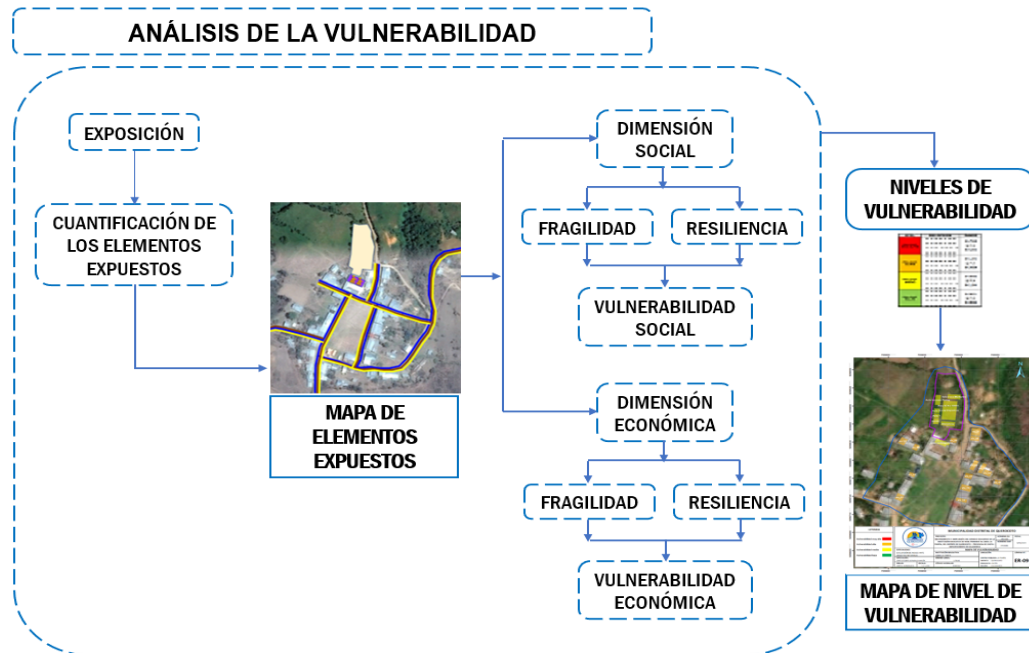 ANÁLISIS DE LA VULNERABILIDAD
EXPOSICIÓN
CUANTIFICACIÓN DE
LOS ELEMENTOS
EXPUESTOS
MAPA DE
ELEMENTOS
EXPUESTOS
DIMENSIÓN
SOCIAL
FRAGILIDAD
RESILIENCIA
VULNERABILIDAD
SOCIAL
DIMENSIÓN
ECONÓMICA
FRAGILIDAD
RESILIENCIA
VULNERABILIDAD
ECONÓMICA
NIVELES DE
VULNERABILIDAD
MAPA DE NIVEL DE
VULNERABILIDAD